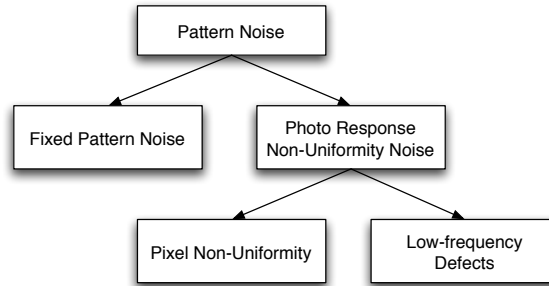 Pattern Noise
Fixed Pattern Noise
Photo Response
Non-Uniformity Noise
Pixel Non-Uniformity
Low-frequency
Defects